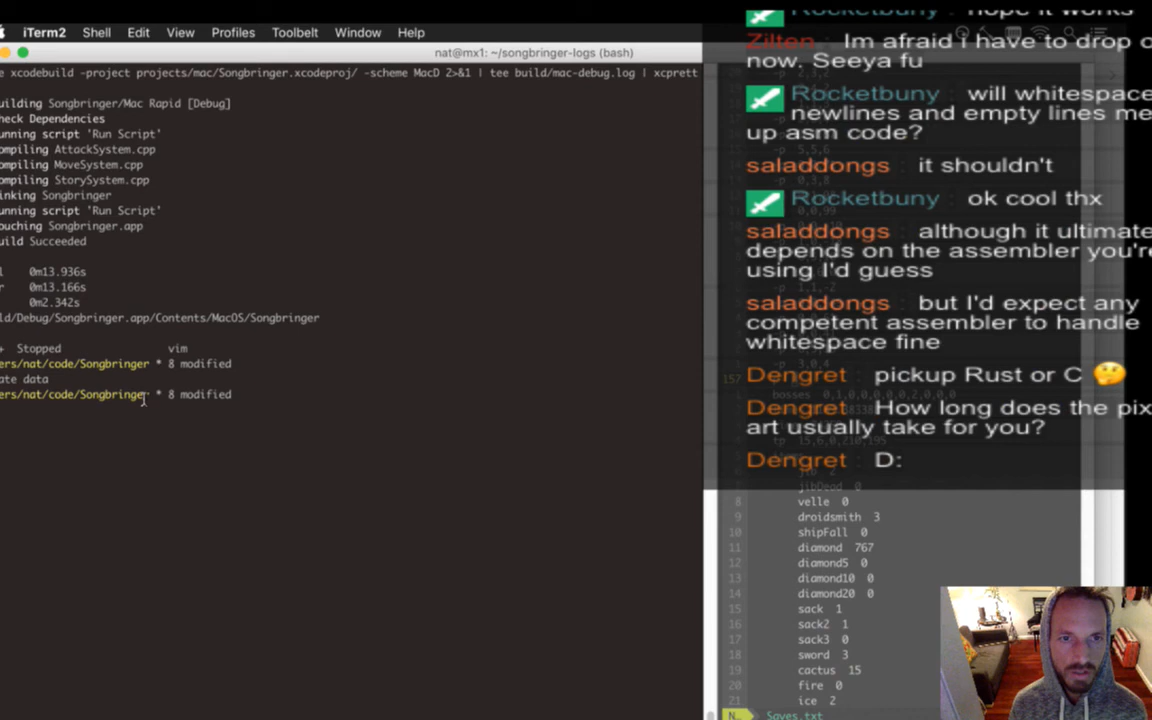 iTerm2 Shell Edit View Profiles Toolbelt Window Help
nat@mx1: ~/songbringer-logs (bash)
e xcodebuild -project projects/mac/Songbringer.xcodeproj/ -scheme MacD 2>&1 | tee build/mac-debug.log | xcprett
uilding Songbringer/Mac Rapid [Debug]
heck Dependencies
unning script 'Run Script'
ompiling AttackSystem.cpp
ompiling MoveSystem.cpp
ompiling StorySystem.cpp
inking Songbringer
unning script 'Run Script'
ouching Songbringer.app
uild Succeeded
l 0m13.936s
r 0m13.166s
0m2.342s
ld/Debug/Songbringer.app/Contents/MacOS/Songbringer
+ Stopped vim
ers/nat/code/Songbringer * 8 modified
ate data
ers/nat/code/Songbringer * 8 modified
Rocketbuny : hope it works
Zilten : Im afraid i have to drop o
now. Seeya fu
Rocketbuny : will whitespace
newlines and empty lines me
up asm code?
saladdongs : it shouldn't
Rocketbuny : ok cool thx
saladdongs : although it ultimate
depends on the assembler you're
using I'd guess
saladdongs : but I'd expect any
competent assembler to handle
whitespace fine
Dengret : pickup Rust or C 🤔
Dengret : How long does the pix
art usually take for you?
Dengret : D:
157
jibDead 0
8 velle 0
9 droidsmith 3
10 shipFall 0
11 diamond 767
12 diamond5 0
13 diamond10 0
14 diamond20 0
15 sack 1
16 sack2 1
17 sack3 0
18 sword 3
19 cactus 15
20 fire 0
21 ice 2
N… Saves.txt